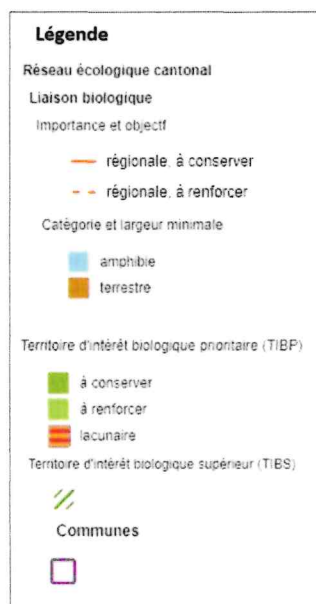 Légende
Réseau écologique cantonal
Liaison biologique
Importance et objectf
régionale, à conserver
régionale, à renforcer
Catégorie et largeur minimale
amphibie
terrestre
Territoire d'intérêt biologique prioritaire (TIBP)
à conserver
à renforcer
lacunaire
Territoire d'intérêt biologique supérieur (TIBS)
Communes